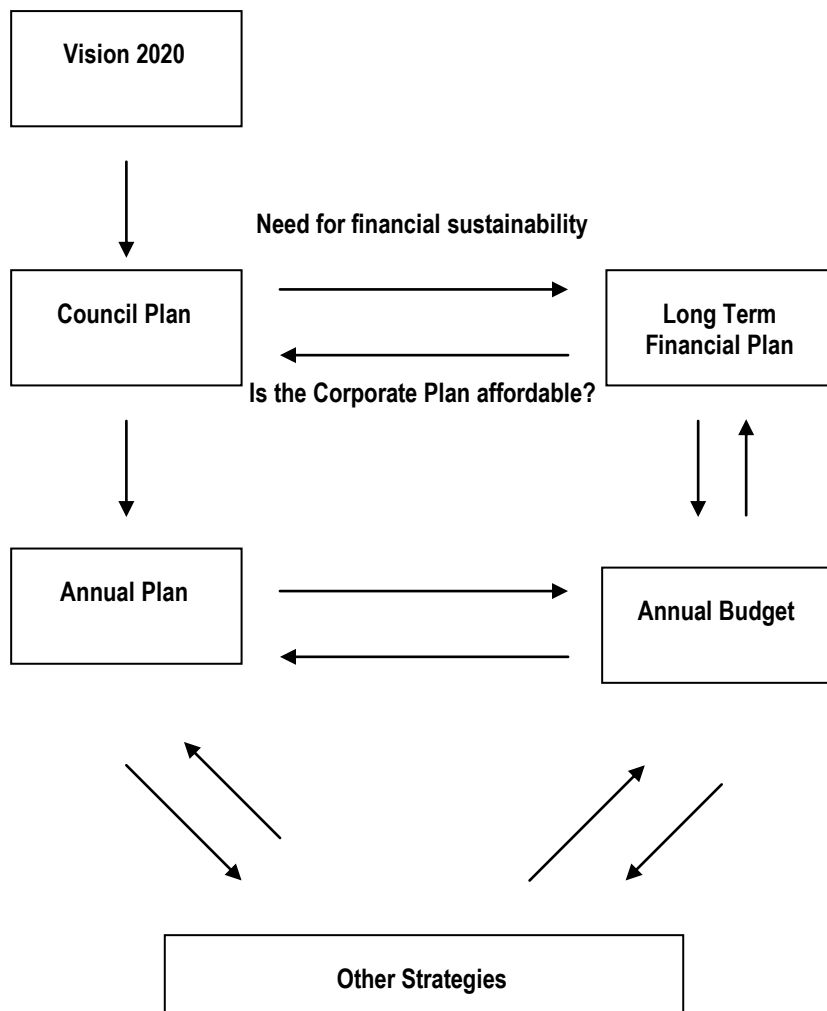 Vision 2020
Need for financial sustainability
Council Plan
Long Term
Financial Plan
Is the Corporate Plan affordable?
Annual Plan
Annual Budget
Other Strategies